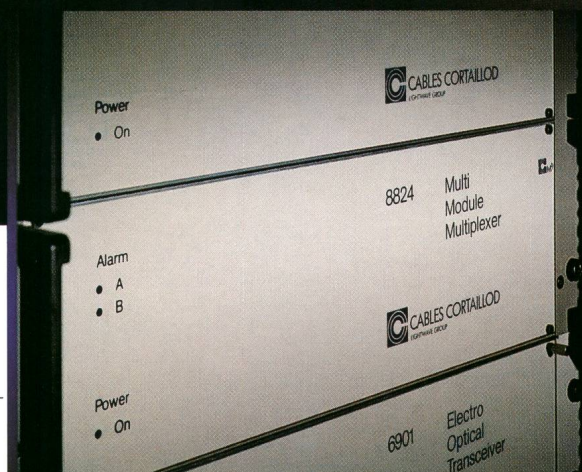 Power
On
CABLES CORTAILLOD
LIGHTWAVE GROUP
8824 Multi
Module
Multiplexer
Alarm
A
B
CABLES CORTAILLOD
LIGHTWAVE GROUP
Power
On
6901 Electro
Optical
Transceiver